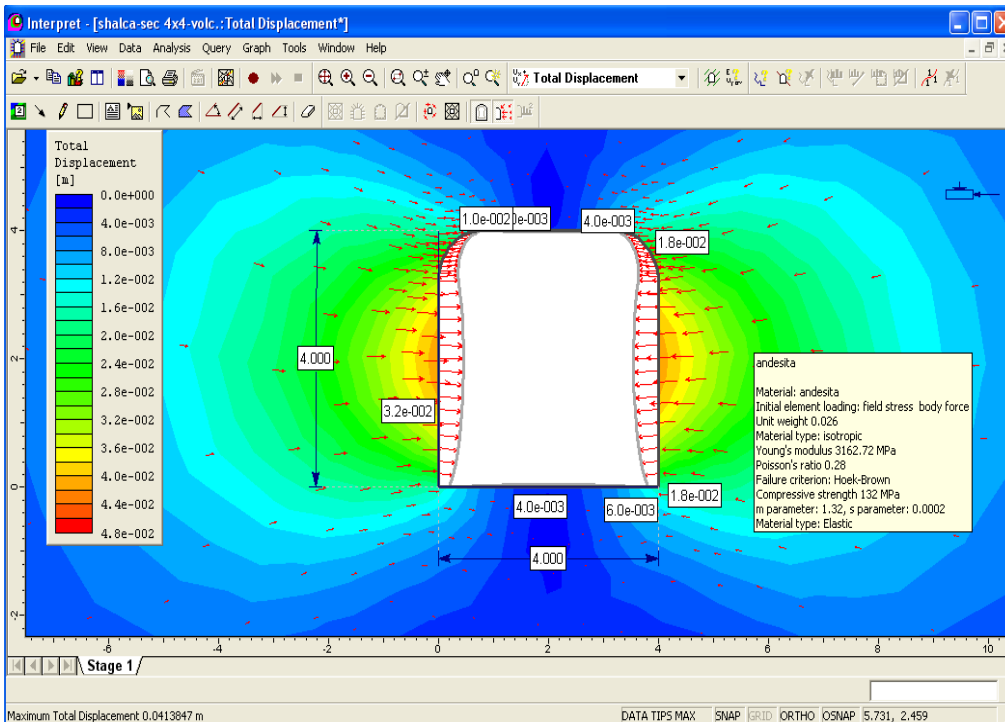 Interpret - [shalca-sec 4x4-volc.:Total Displacement*]
File Edit View Data Analysis Query Graph Tools Window Help
Total Displacement
Total
Displacement
[m]
0.0e+000
4.0e-003
8.0e-003
1.2e-002
1.6e-002
2.0e-002
2.4e-002
2.8e-002
3.2e-002
3.6e-002
4.0e-002
4.4e-002
4.8e-002
1.0e-002
)e-003
4.0e-003
1.8e-002
4.000
3.2e-002
andesita
Material: andesita
Initial element loading: field stress body force
Unit weight 0.026
Material type: isotropic
Young's modulus 3162.72 MPa
Poisson's ratio 0.28
Failure criterion: Hoek-Brown
Compressive strength 132 MPa
m parameter: 1.32, s parameter: 0.0002
Material type: Elastic
4.0e-003
6.0e-003
1.8e-002
4.000
4
2
0
-2
-6 -4 -2 0 2 4 6 8 10
Stage 1
Maximum Total Displacement 0.0413847 m
DATA TIPS MAX SNAP GRID ORTHO OSNAP 5.731, 2.459